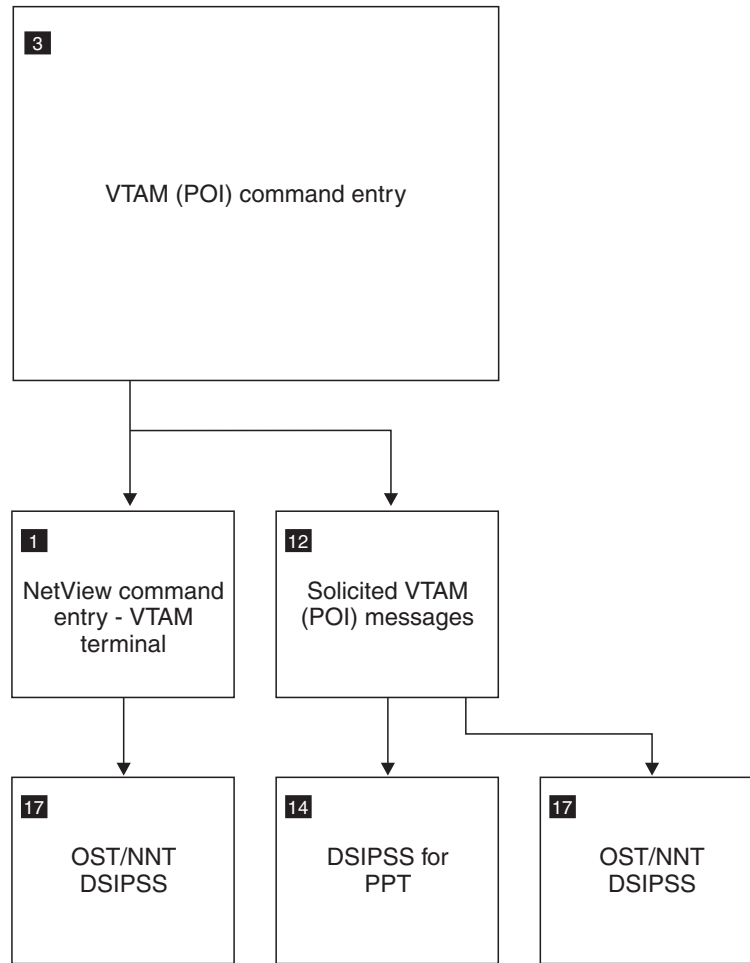 3
VTAM (POI) command entry
1
NetView command
entry - VTAM
terminal
12
Solicited VTAM
(POI) messages
17
OST/NNT
DSIPSS
14
DSIPSS for
PPT
17
OST/NNT
DSIPSS